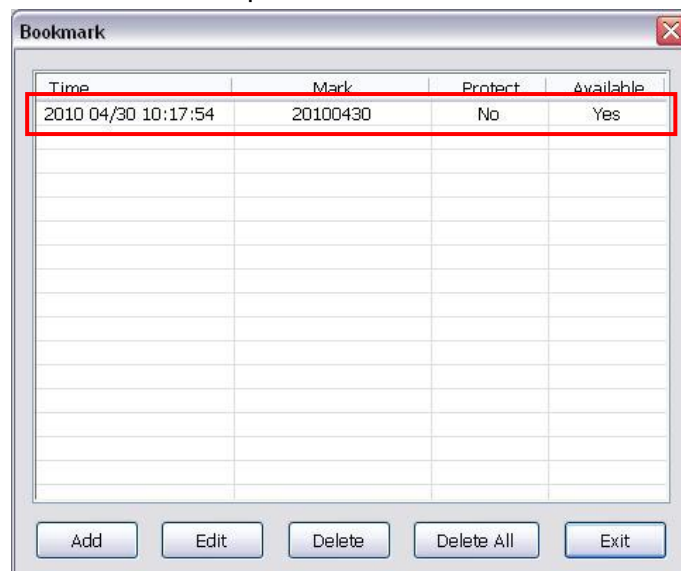 Bookmark
Time Mark Protect Available
2010 04/30 10:17:54 20100430 No Yes
Add Edit Delete Delete All Exit